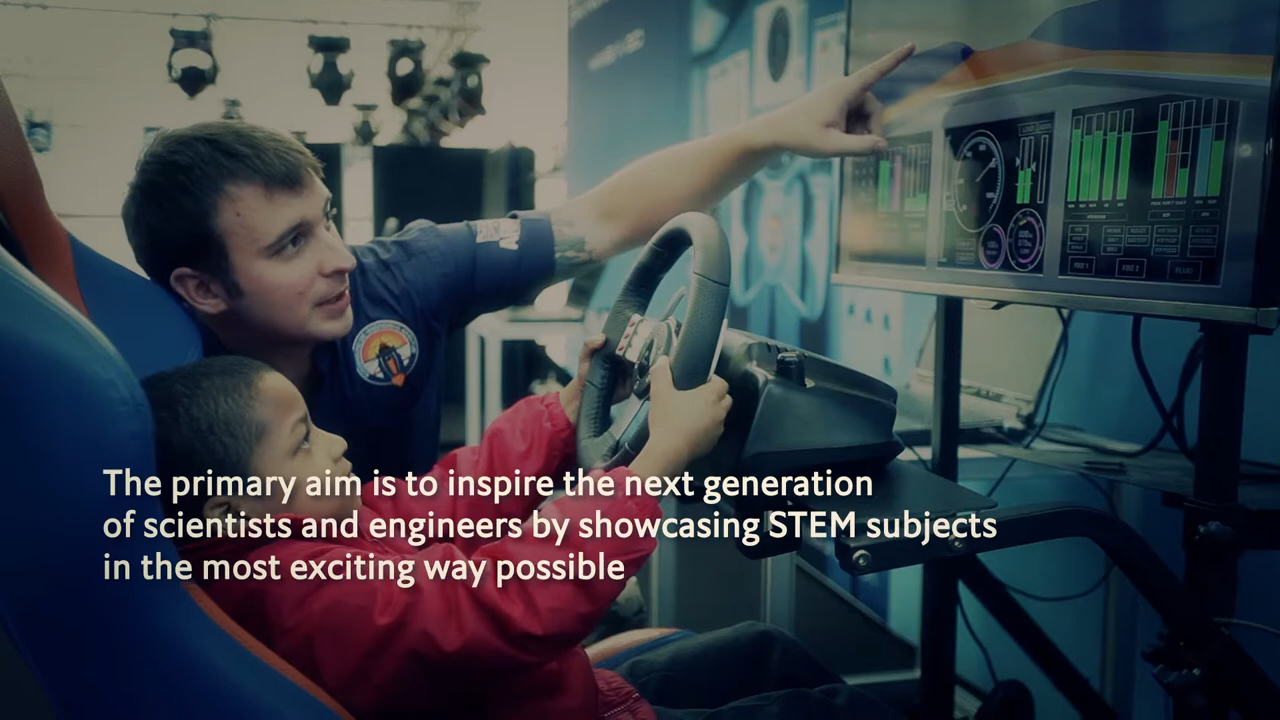 The primary aim is to inspire the next generation
of scientists and engineers by showcasing STEM subjects
in the most exciting way possible